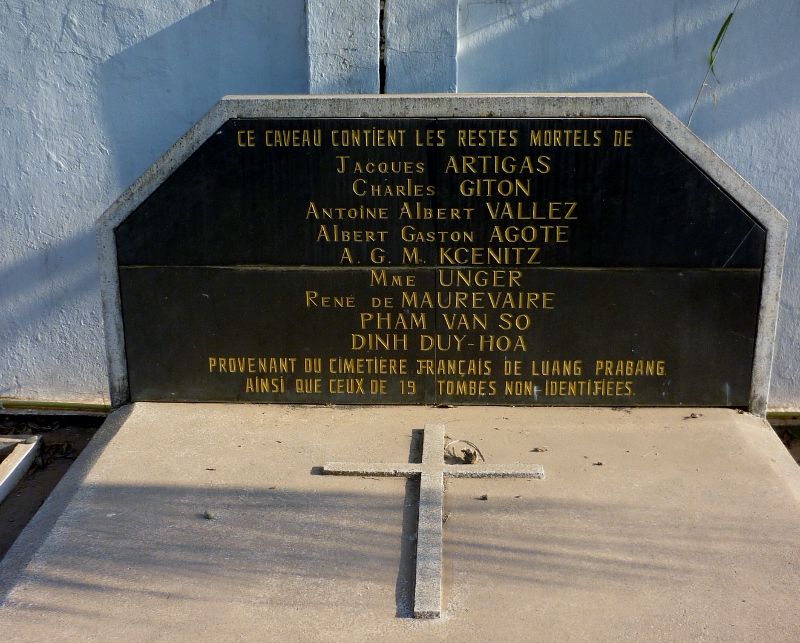 CE CAVEAU CONTIENT LES RESTES MORTELS DE
JACQUES ARTIGAS
CHARLES GITON
ANTOINE ALBERT VALLEZ
ALBERT GASTON AGOTE
A. G. M. KCENITZ
MME UNGER
RENÉ DE MAUREVAIRE
PHAM VAN SO
DINH DUY-HOA
PROVENANT DU CIMETIÈRE FRANÇAIS DE LUANG PRABANG
AINSI QUE CEUX DE 19 TOMBES NON IDENTIFIÉES.